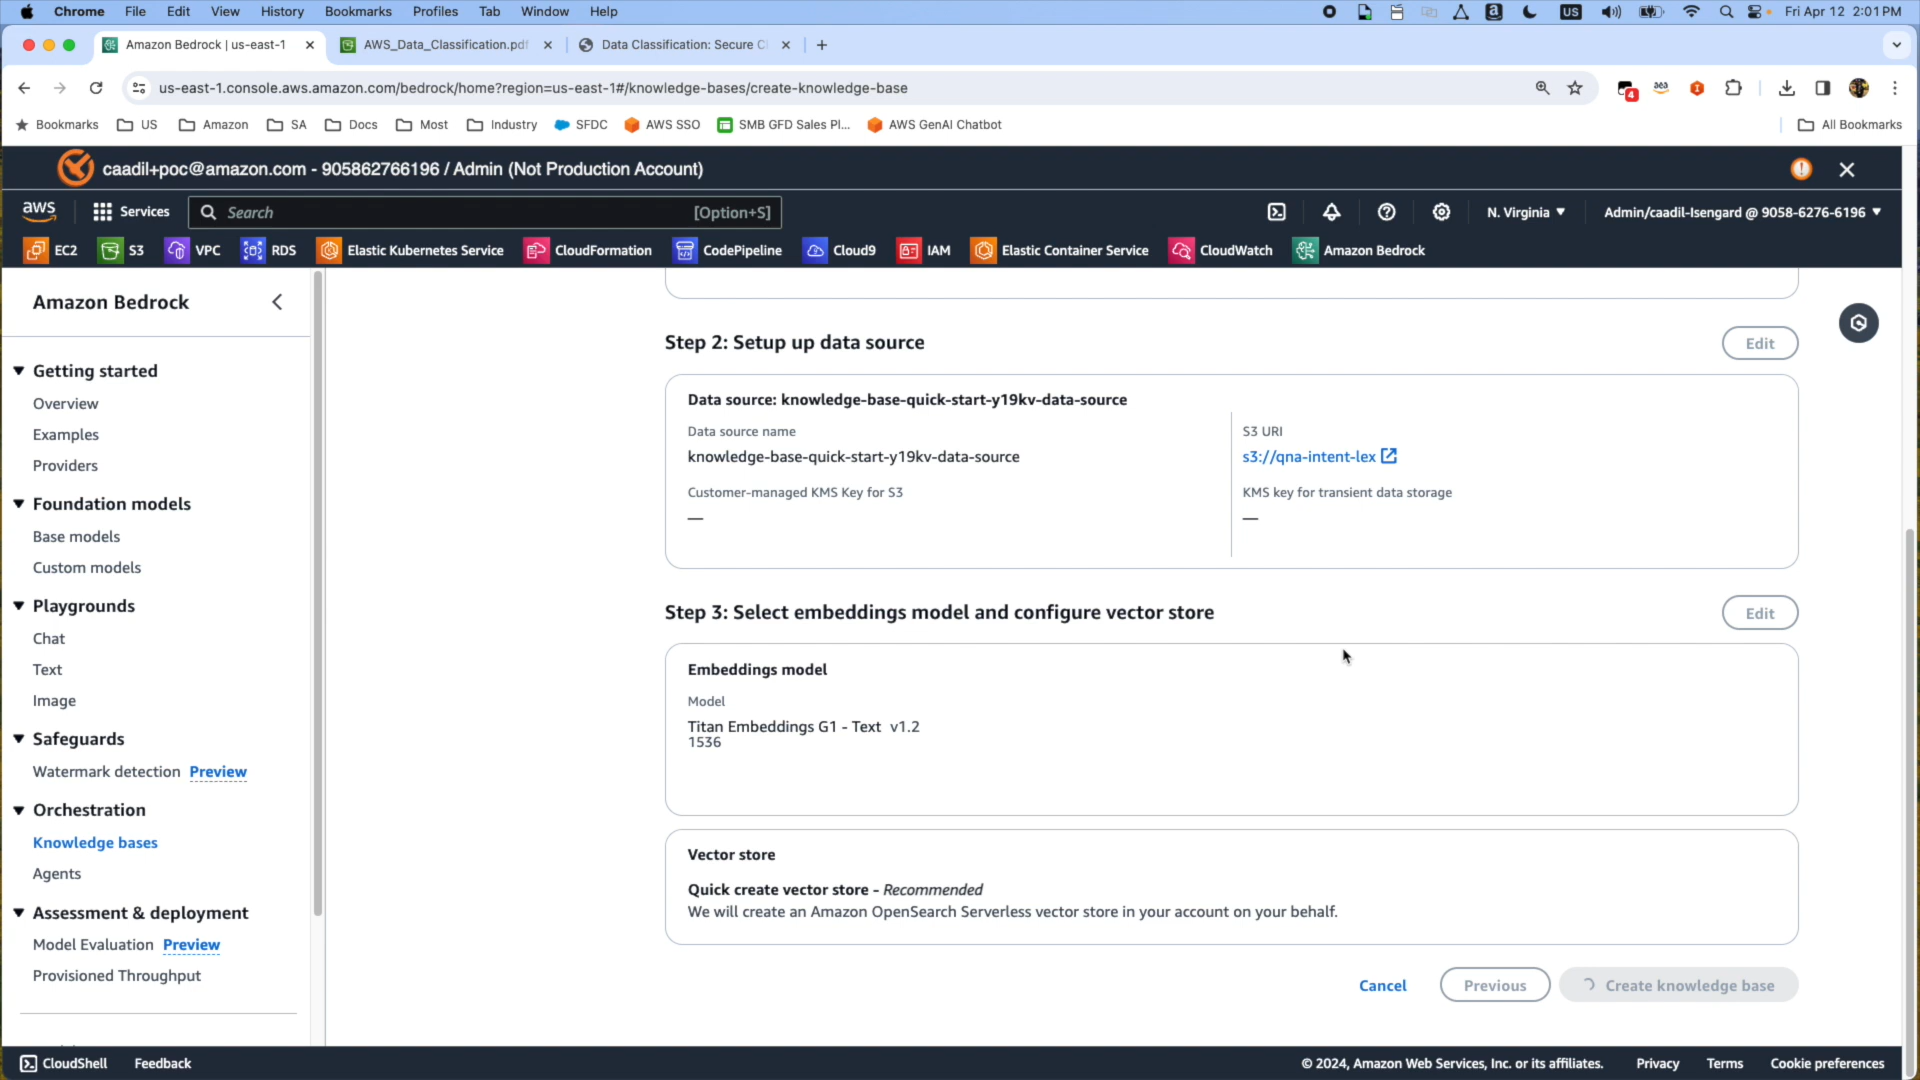 Chrome File Edit View History Bookmarks Profiles Tab Window Help US Fri Apr 12 2:01 PM
Amazon Bedrock | us-east-1 AWS_Data_Classification.pdf Data Classification: Secure C
us-east-1.console.aws.amazon.com/bedrock/home?region=us-east-1#/knowledge-bases/create-knowledge-base 4
Bookmarks US Amazon SA Docs Most Industry SFDC AWS SSO SMB GFD Sales Pl... AWS GenAI Chatbot All Bookmarks
caadil+poc@amazon.com - 905862766196 / Admin (Not Production Account)
aws Services Search [Option+S] N. Virginia Admin/caadil-Isengard @ 9058-6276-6196
EC2 S3 VPC RDS Elastic Kubernetes Service CloudFormation CodePipeline Cloud9 IAM Elastic Container Service CloudWatch Amazon Bedrock
Amazon Bedrock
Getting started
Overview
Examples
Providers
Foundation models
Base models
Custom models
Playgrounds
Chat
Text
Image
Safeguards
Watermark detection Preview
Orchestration
Knowledge bases
Agents
Assessment & deployment
Model Evaluation Preview
Provisioned Throughput
Step 2: Setup up data source Edit
Data source: knowledge-base-quick-start-y19kv-data-source
Data source name
knowledge-base-quick-start-y19kv-data-source
Customer-managed KMS Key for S3
—
S3 URI
s3://qna-intent-lex
KMS key for transient data storage
—
Step 3: Select embeddings model and configure vector store Edit
Embeddings model
Model
Titan Embeddings G1 - Text v1.2
1536
Vector store
Quick create vector store - Recommended
We will create an Amazon OpenSearch Serverless vector store in your account on your behalf.
Cancel Previous Create knowledge base
CloudShell Feedback © 2024, Amazon Web Services, Inc. or its affiliates. Privacy Terms Cookie preferences